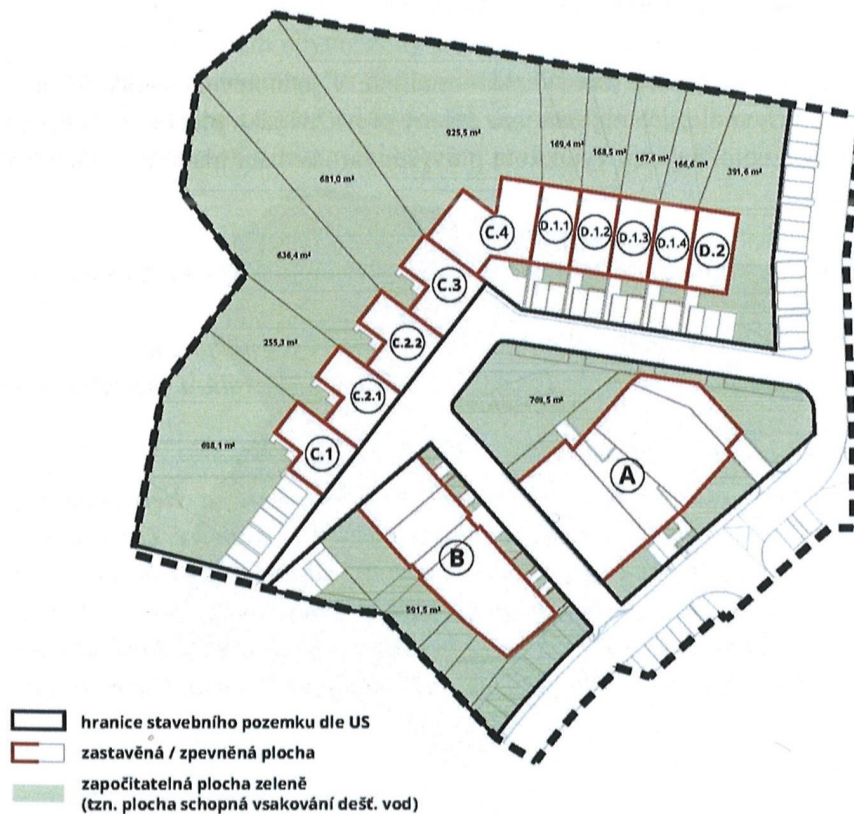 925,5 m²
169,4 m²
168,5 m²
167,6 m²
166,6 m²
391,6 m²
681,0 m²
636,4 m²
255,3 m²
698,1 m²
C.4
D.1.1
D.1.2
D.1.3
D.1.4
D.2
C.3
C.2.2
C.2.1
C.1
769,5 m²
A
B
591,5 m²
hranice stavebního pozemku dle US
zastavěná / zpevněná plocha
započitatelná plocha zeleně
(tzn. plocha schopná vsakování dešť. vod)